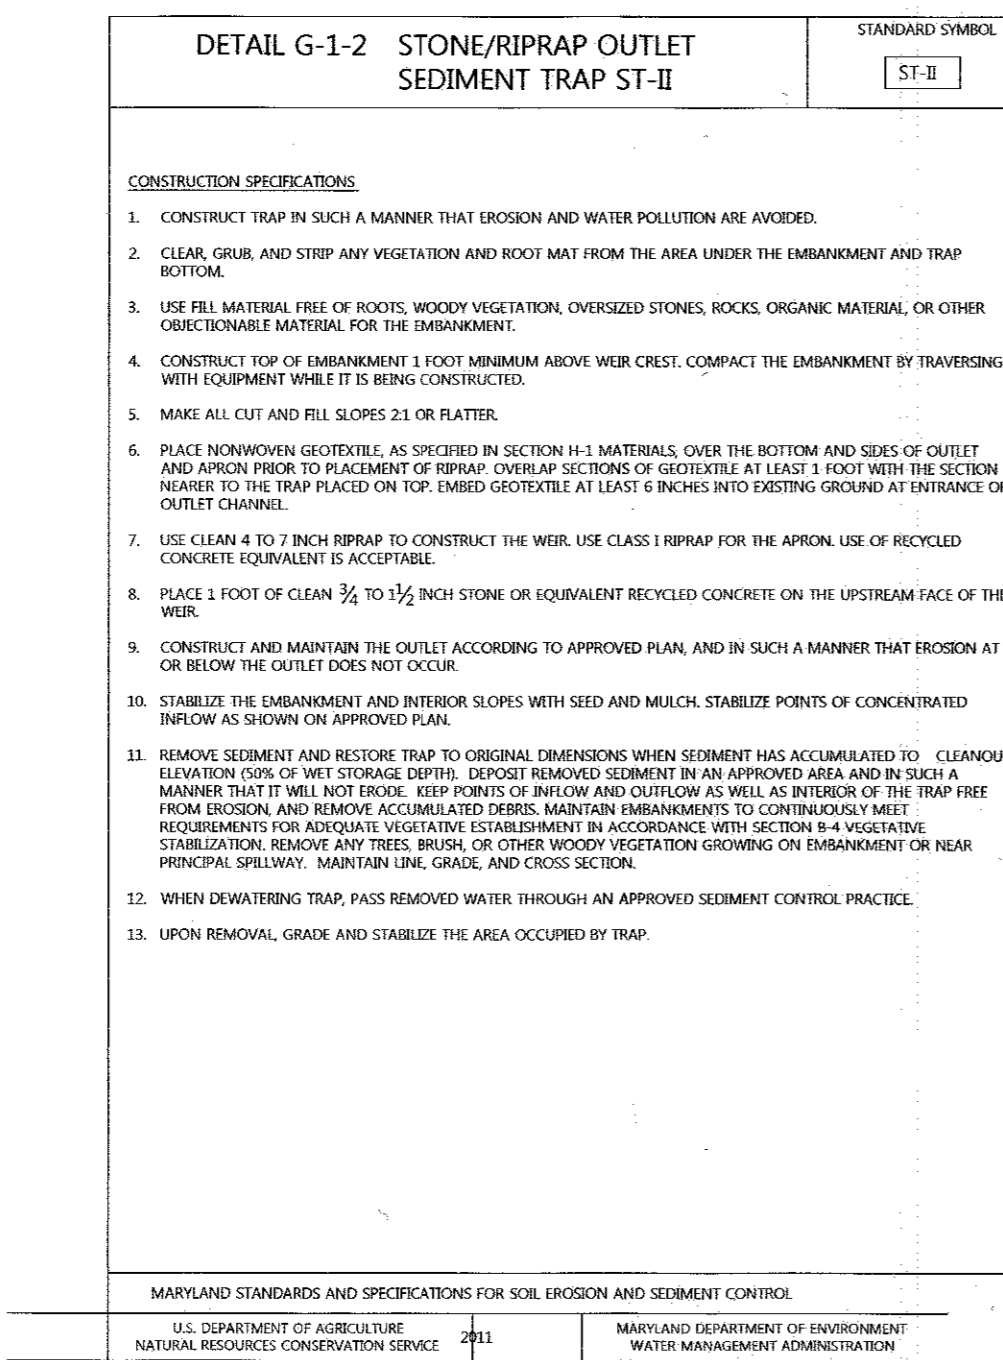 DETAIL G-1-2 STONE/RIPRAP OUTLET
SEDIMENT TRAP ST-II
STANDARD SYMBOL
ST-II
CONSTRUCTION SPECIFICATIONS
1. CONSTRUCT TRAP IN SUCH A MANNER THAT EROSION AND WATER POLLUTION ARE AVOIDED.
2. CLEAR, GRUB, AND STRIP ANY VEGETATION AND ROOT MAT FROM THE AREA UNDER THE EMBANKMENT AND TRAP
BOTTOM.
3. USE FILL MATERIAL FREE OF ROOTS, WOODY VEGETATION, OVERSIZED STONES, ROCKS, ORGANIC MATERIAL, OR OTHER
OBJECTIONABLE MATERIAL FOR THE EMBANKMENT.
4. CONSTRUCT TOP OF EMBANKMENT 1 FOOT MINIMUM ABOVE WEIR CREST. COMPACT THE EMBANKMENT BY TRAVERSING
WITH EQUIPMENT WHILE IT IS BEING CONSTRUCTED.
5. MAKE ALL CUT AND FILL SLOPES 2:1 OR FLATTER.
6. PLACE NONWOVEN GEOTEXTILE, AS SPECIFIED IN SECTION H-1 MATERIALS, OVER THE BOTTOM AND SIDES OF OUTLET
AND APRON PRIOR TO PLACEMENT OF RIPRAP. OVERLAP SECTIONS OF GEOTEXTILE AT LEAST 1 FOOT WITH THE SECTION
NEARER TO THE TRAP PLACED ON TOP. EMBED GEOTEXTILE AT LEAST 6 INCHES INTO EXISTING GROUND AT ENTRANCE OF
OUTLET CHANNEL.
7. USE CLEAN 4 TO 7 INCH RIPRAP TO CONSTRUCT THE WEIR. USE CLASS I RIPRAP FOR THE APRON. USE OF RECYCLED
CONCRETE EQUIVALENT IS ACCEPTABLE.
8. PLACE 1 FOOT OF CLEAN 3/4 TO 1 1/2 INCH STONE OR EQUIVALENT RECYCLED CONCRETE ON THE UPSTREAM FACE OF THE
WEIR.
9. CONSTRUCT AND MAINTAIN THE OUTLET ACCORDING TO APPROVED PLAN, AND IN SUCH A MANNER THAT EROSION AT
OR BELOW THE OUTLET DOES NOT OCCUR.
10. STABILIZE THE EMBANKMENT AND INTERIOR SLOPES WITH SEED AND MULCH. STABILIZE POINTS OF CONCENTRATED
INFLOW AS SHOWN ON APPROVED PLAN.
11. REMOVE SEDIMENT AND RESTORE TRAP TO ORIGINAL DIMENSIONS WHEN SEDIMENT HAS ACCUMULATED TO CLEANOU
ELEVATION (50% OF WET STORAGE DEPTH). DEPOSIT REMOVED SEDIMENT IN AN APPROVED AREA AND IN SUCH A
MANNER THAT IT WILL NOT ERODE. KEEP POINTS OF INFLOW AND OUTFLOW AS WELL AS INTERIOR OF THE TRAP FREE
FROM EROSION, AND REMOVE ACCUMULATED DEBRIS. MAINTAIN EMBANKMENTS TO CONTINUOUSLY MEET
REQUIREMENTS FOR ADEQUATE VEGETATIVE ESTABLISHMENT IN ACCORDANCE WITH SECTION B-4 VEGETATIVE
STABILIZATION. REMOVE ANY TREES, BRUSH, OR OTHER WOODY VEGETATION GROWING ON EMBANKMENT OR NEAR
PRINCIPAL SPILLWAY. MAINTAIN LINE, GRADE, AND CROSS SECTION.
12. WHEN DEWATERING TRAP, PASS REMOVED WATER THROUGH AN APPROVED SEDIMENT CONTROL PRACTICE.
13. UPON REMOVAL, GRADE AND STABILIZE THE AREA OCCUPIED BY TRAP.
MARYLAND STANDARDS AND SPECIFICATIONS FOR SOIL EROSION AND SEDIMENT CONTROL
U.S. DEPARTMENT OF AGRICULTURE
NATURAL RESOURCES CONSERVATION SERVICE
2011
MARYLAND DEPARTMENT OF ENVIRONMENT
WATER MANAGEMENT ADMINISTRATION